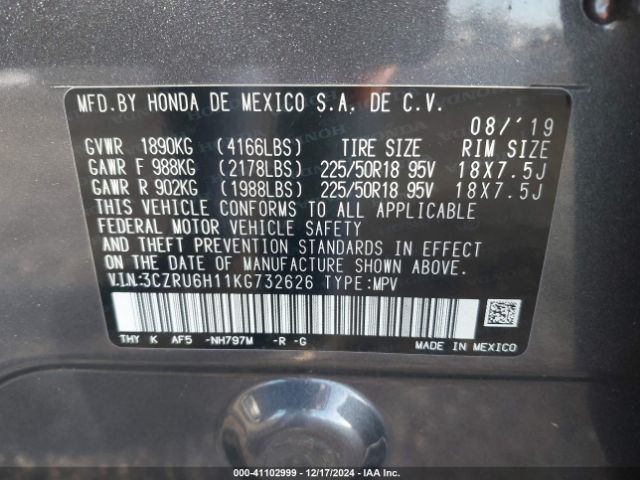 MFD.BY HONDA DE MEXICO S.A. DE C.V.
08/'19
GVWR 1890KG (4166LBS) TIRE SIZE RIM SIZE
GAWR F 988KG (2178LBS) 225/50R18 95V 18X7.5J
GAWR R 902KG (1988LBS) 225/50R18 95V 18X7.5J
THIS VEHICLE CONFORMS TO ALL APPLICABLE
FEDERAL MOTOR VEHICLE SAFETY
AND THEFT PREVENTION STANDARDS IN EFFECT
ON THE DATE OF MANUFACTURE SHOWN ABOVE.
V.I.N.:3CZRU6H11KG732626 TYPE:MPV
THY K AF5 -NH797M -R -G
MADE IN MEXICO
000-41102999 — 12/17/2024 — IAA Inc.